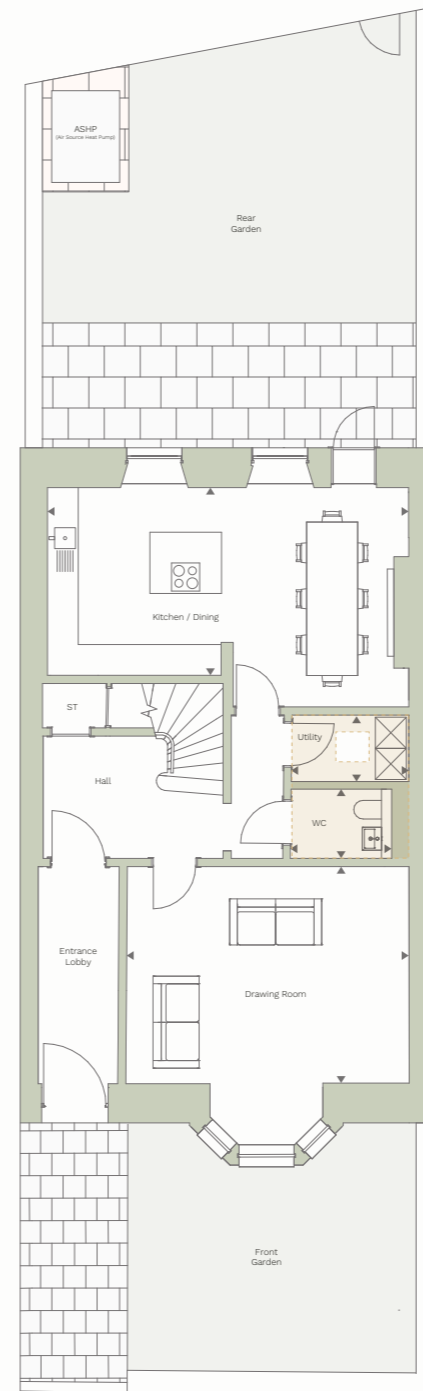 ASHP
(Air Source Heat Pump)
Rear
Garden
Kitchen / Dining
ST
Utility
Hall
WC
Entrance
Lobby
Drawing Room
Front
Garden